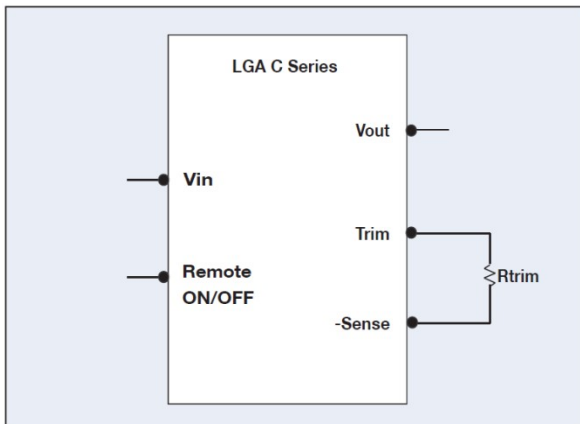 LGA C Series
Vout
Vin
Trim
Remote
ON/OFF
Rtrim
-Sense